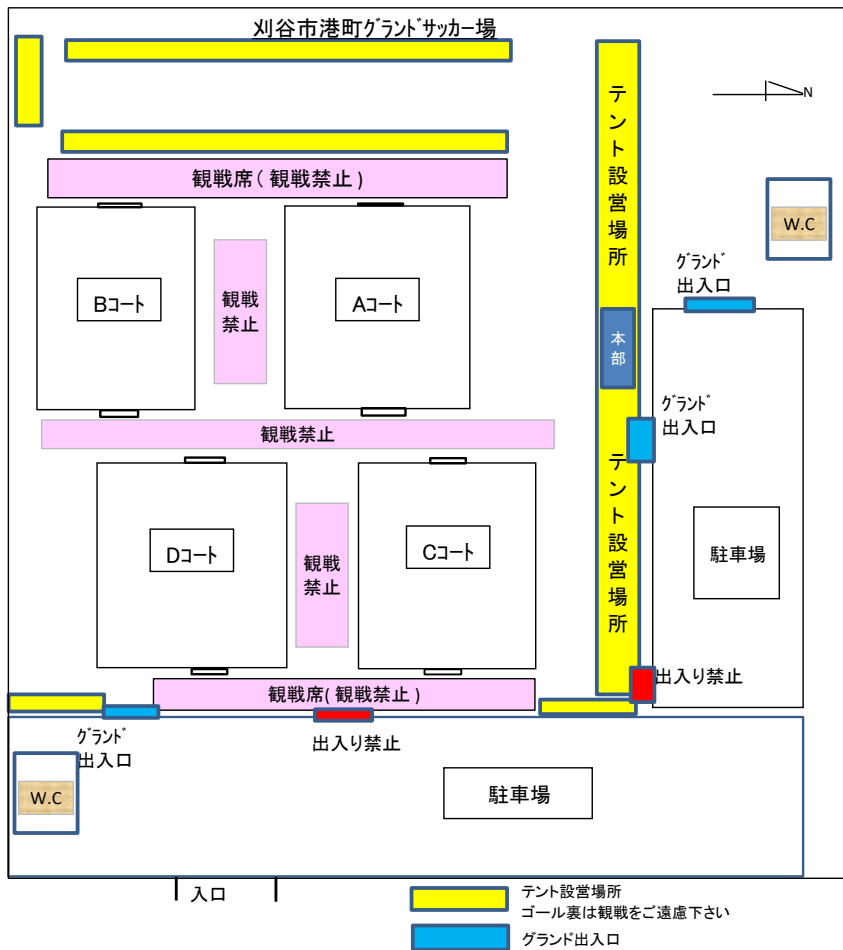 刈谷市港町ｸﾞﾗﾝﾄﾞサッカー場
N
テント設営場所
観戦席( 観戦禁止 )
W.C
ｸﾞﾗﾝﾄﾞ
出入口
Bコート
観戦
禁止
Aコート
本部
ｸﾞﾗﾝﾄﾞ
出入口
観戦禁止
テント設営場所
Dコート
観戦
禁止
Cコート
駐車場
出入り禁止
観戦席( 観戦禁止 )
ｸﾞﾗﾝﾄﾞ
出入口
出入り禁止
W.C
駐車場
入口
テント設営場所
ゴール裏は観戦をご遠慮下さい
グランド出入口